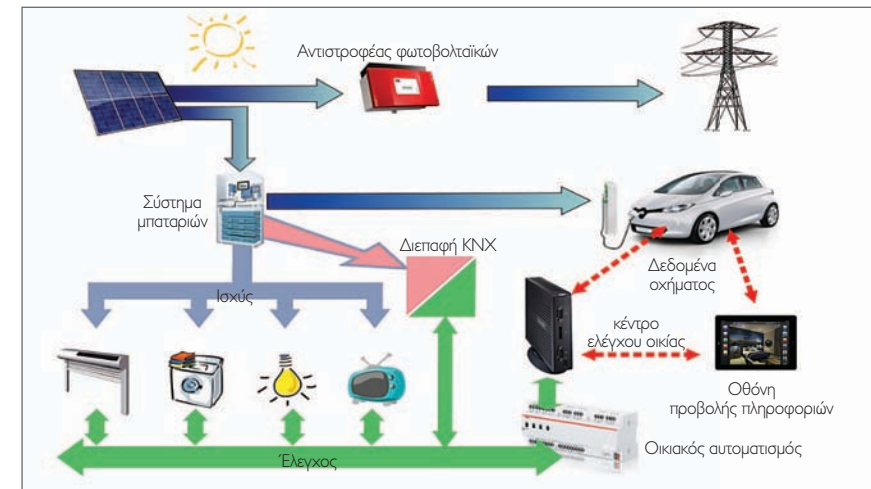 Αντιστροφέας φωτοβολταϊκών
Σύστημα
μπαταριών
Διεπαφή KNX
Δεδομένα
οχήματος
Ισχύς
κέντρο
ελέγχου οικίας
Οθόνη
προβολής πληροφοριών
Οικιακός αυτοματισμός
Έλεγχος